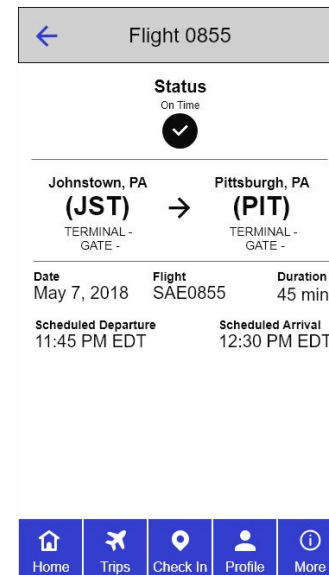 Flight 0855
Status
On Time
Johnstown, PA Pittsburgh, PA
(JST) → (PIT)
TERMINAL - TERMINAL -
GATE - GATE -
Date Flight Duration
May 7, 2018 SAE0855 45 min
Scheduled Departure Scheduled Arrival
11:45 PM EDT 12:30 PM EDT
Home Trips Check In Profile More